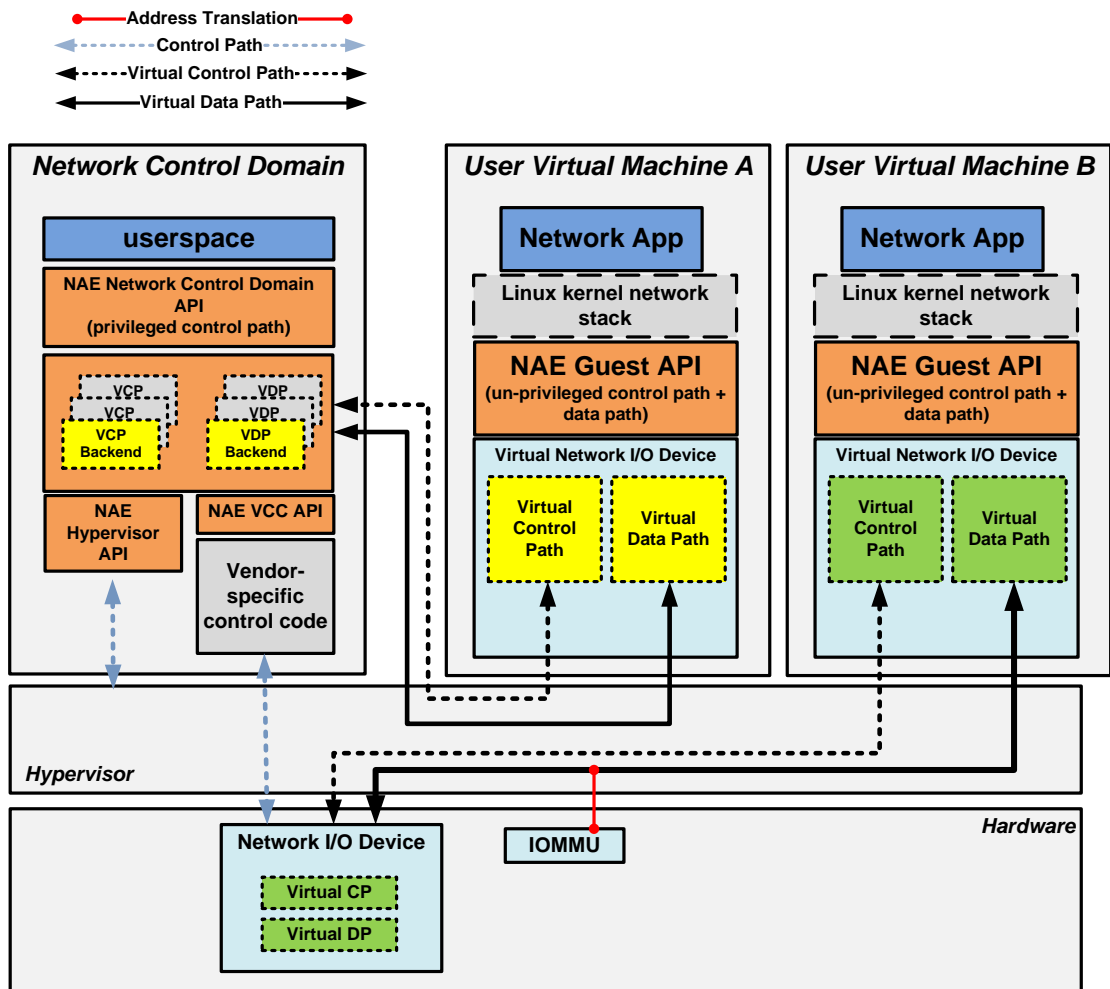 Address Translation
Control Path
Virtual Control Path
Virtual Data Path
Network Control Domain
userspace
NAE Network Control Domain
API
(privileged control path)
VCP
VCP
VCP
Backend
VDP
VDP
VDP
Backend
NAE
Hypervisor
API
NAE VCC API
Vendor-
specific
control code
User Virtual Machine A
Network App
Linux kernel network
stack
NAE Guest API
(un-privileged control path +
data path)
Virtual Network I/O Device
Virtual
Control
Path
Virtual
Data Path
User Virtual Machine B
Network App
Linux kernel network
stack
NAE Guest API
(un-privileged control path +
data path)
Virtual Network I/O Device
Virtual
Control
Path
Virtual
Data Path
Hypervisor
Hardware
Network I/O Device
Virtual CP
Virtual DP
IOMMU